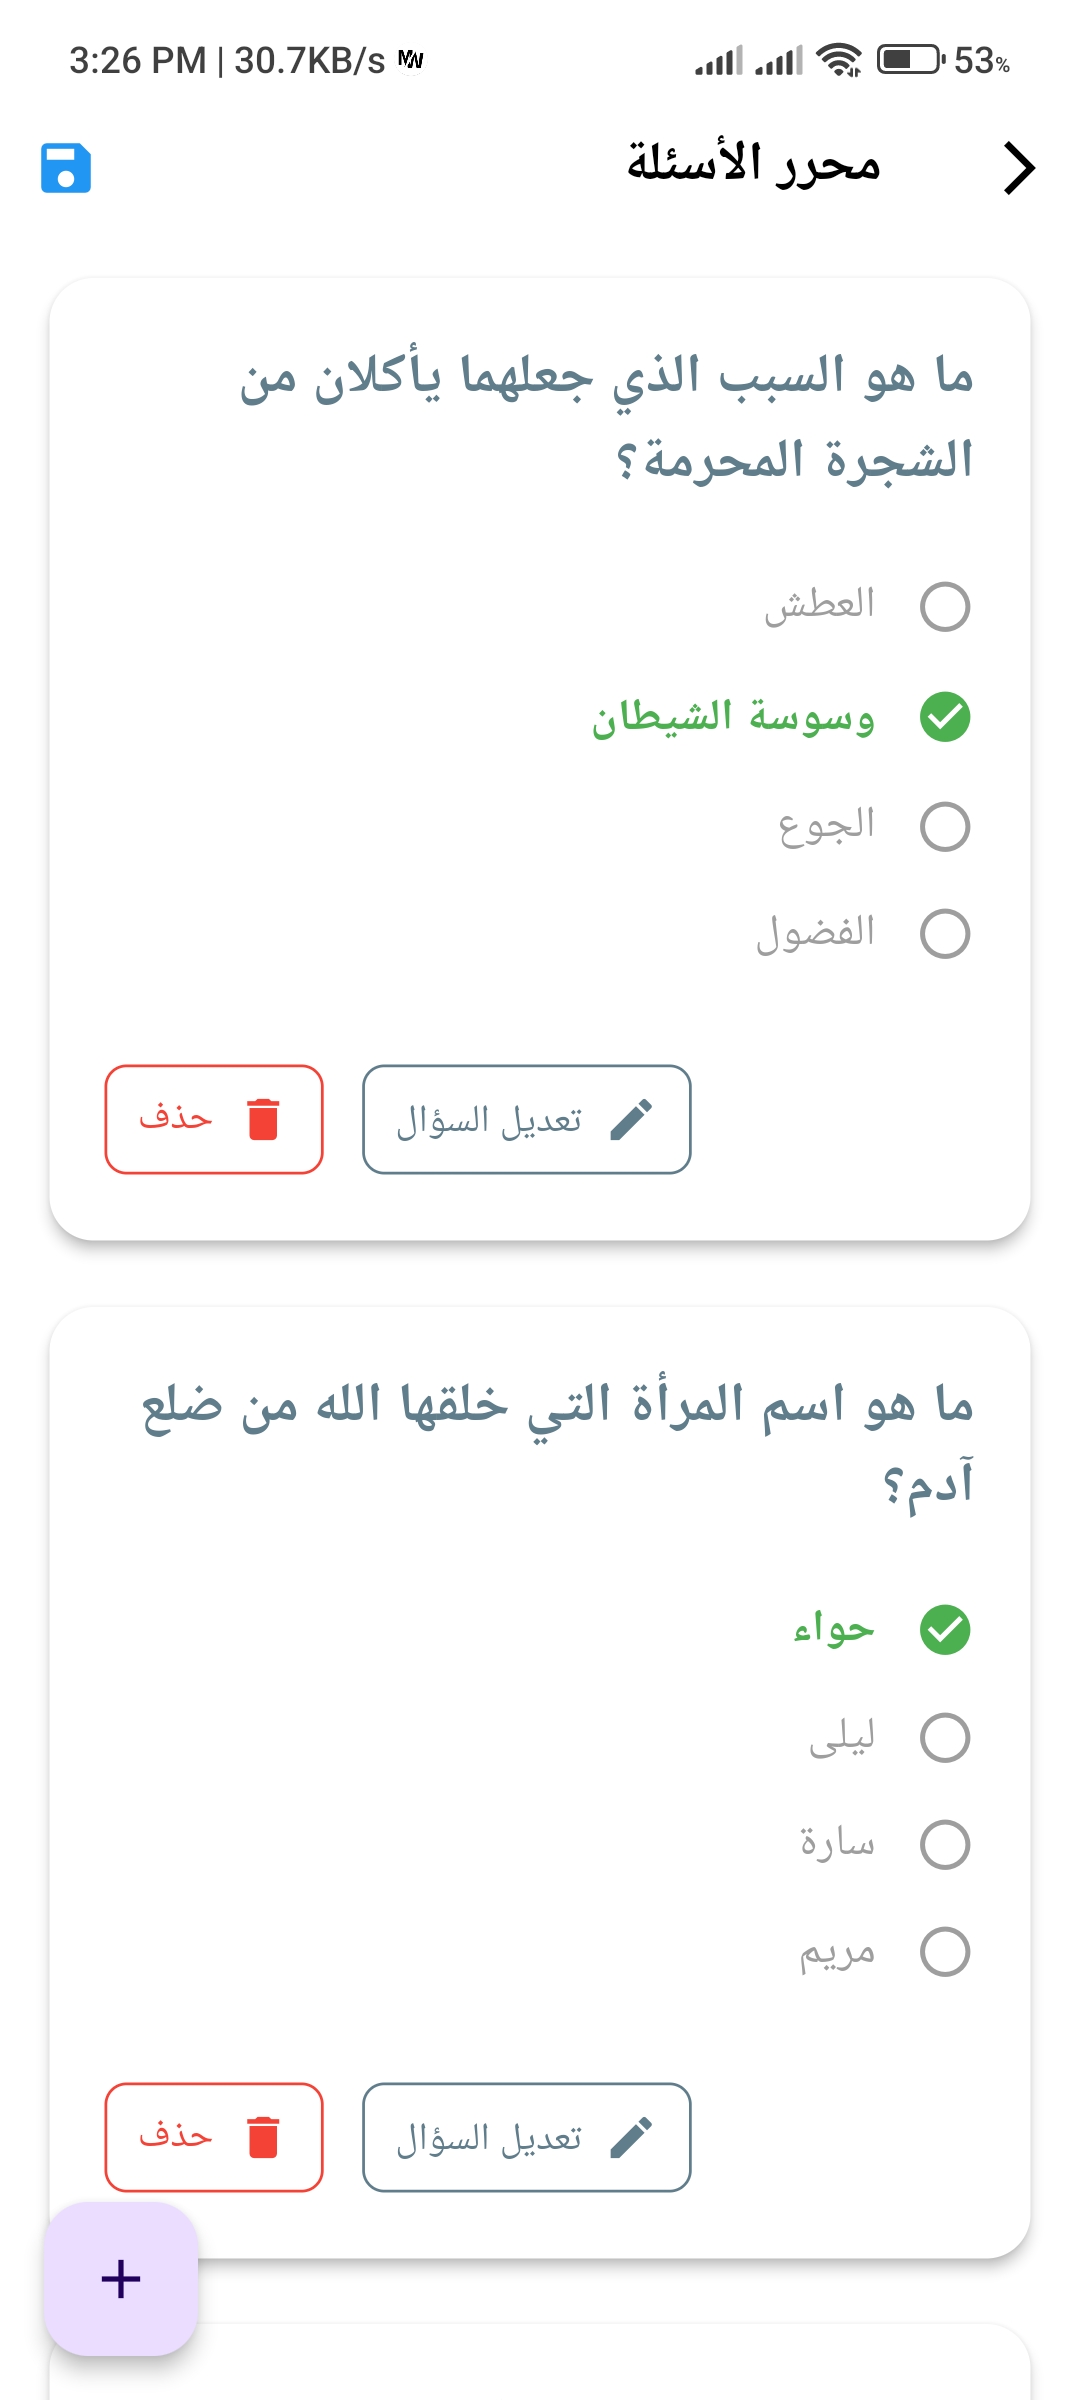 3:26 PM | 30.7KB/s
53%
محرر الأسئلة
ما هو السبب الذي جعلهما يأكلان من
الشجرة المحرمة؟
العطش
وسوسة الشيطان
الجوع
الفضول
تعديل السؤال
حذف
ما هو اسم المرأة التي خلقها الله من ضلع
آدم؟
حواء
ليلى
سارة
مريم
تعديل السؤال
حذف